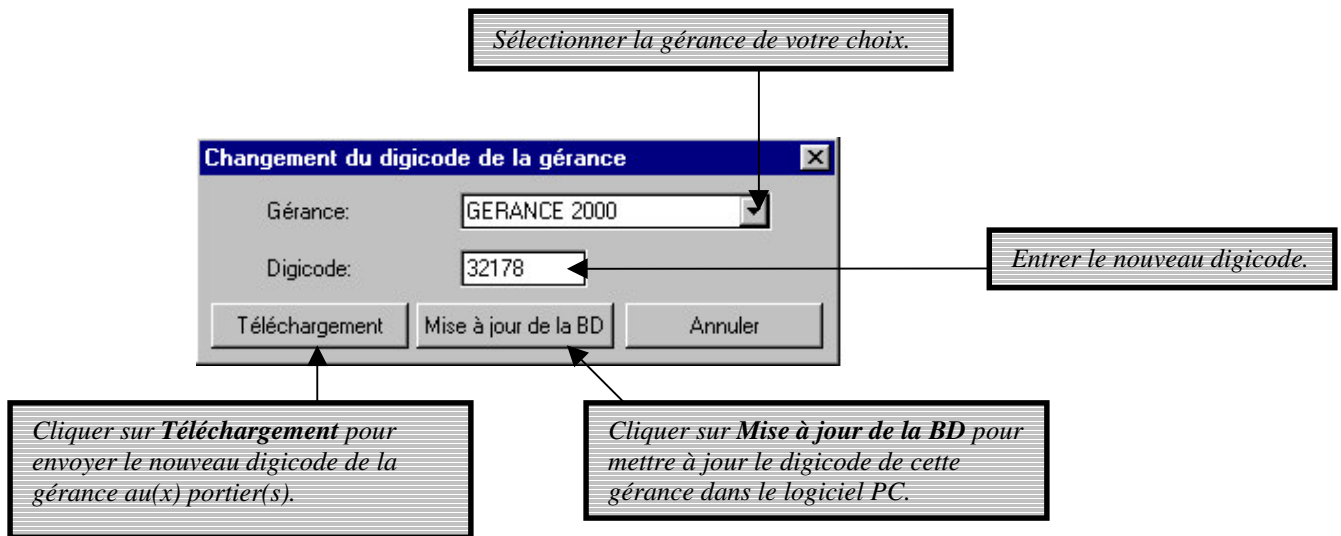 Sélectionner la gérance de votre choix.
Changement du digicode de la gérance
Gérance:
GERANCE 2000
Digicode:
32178
Entrer le nouveau digicode.
Téléchargement
Mise à jour de la BD
Annuler
Cliquer sur Téléchargement pour
envoyer le nouveau digicode de la
gérance au(x) portier(s).
Cliquer sur Mise à jour de la BD pour
mettre à jour le digicode de cette
gérance dans le logiciel PC.